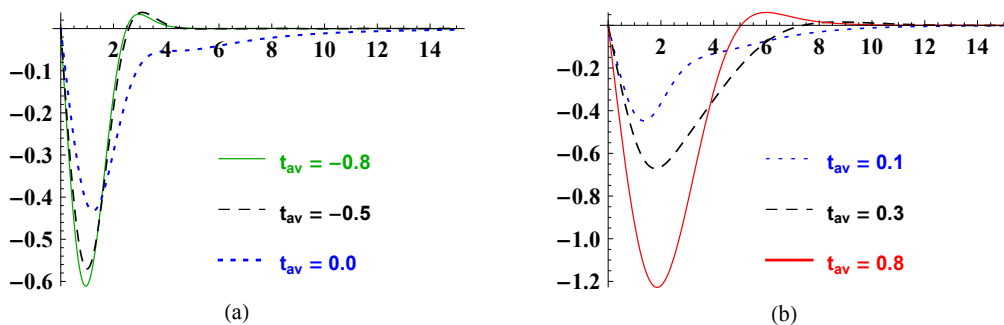 2 4 6 8 10 12 14
−0.1
−0.2
−0.3
−0.4
−0.5
−0.6
t_av = −0.8
t_av = −0.5
t_av = 0.0
(a)
2 4 6 8 10 12 14
−0.2
−0.4
−0.6
−0.8
−1.0
−1.2
t_av = 0.1
t_av = 0.3
t_av = 0.8
(b)